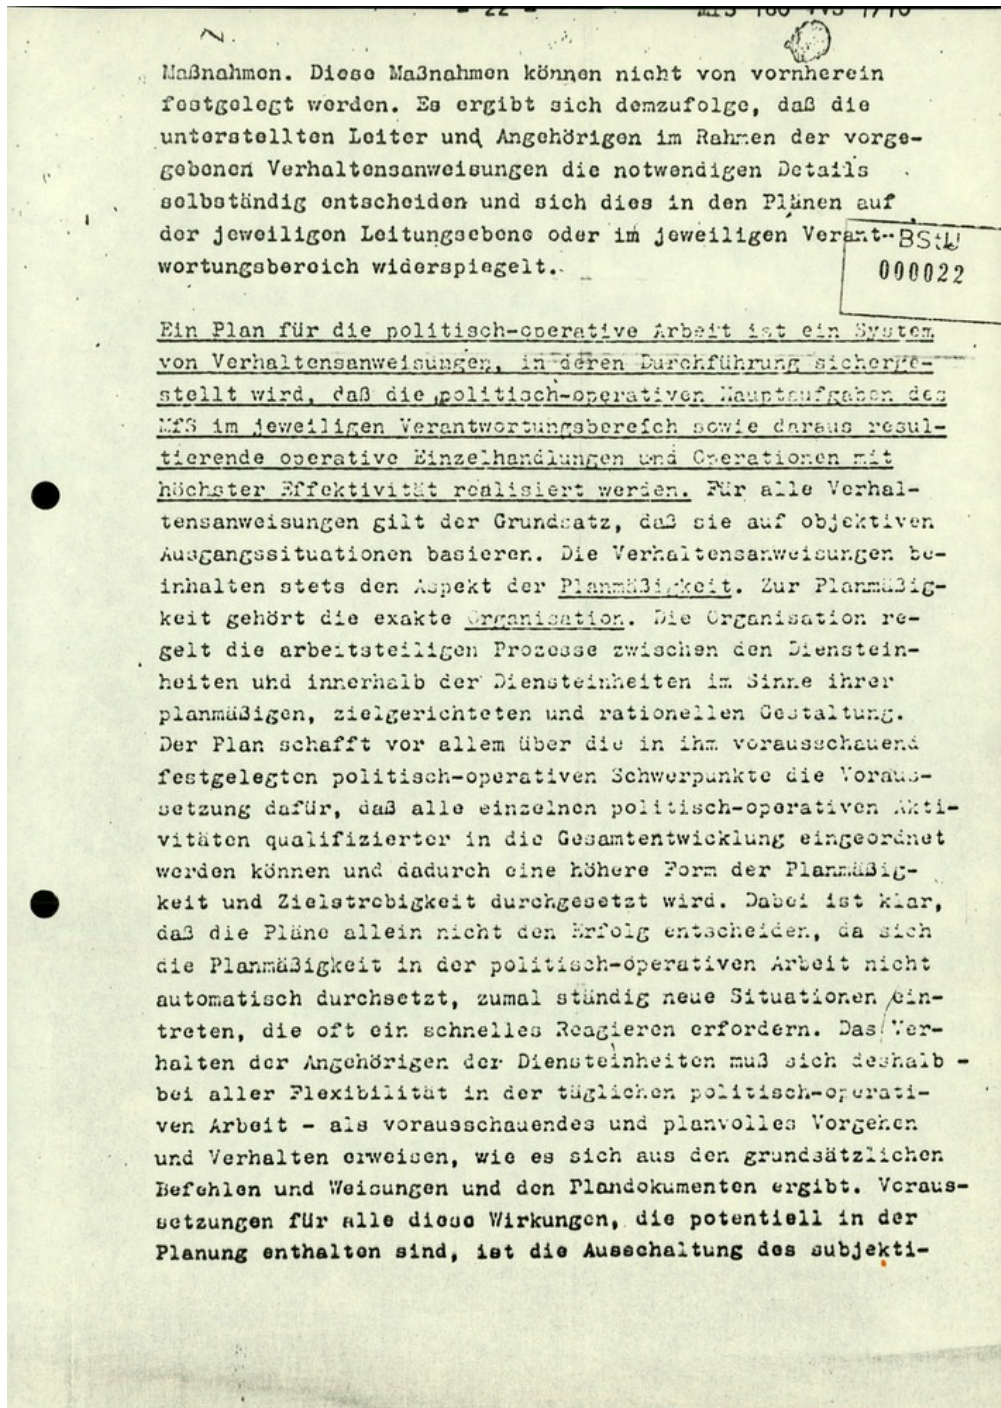 - 22 -
Maßnahmen. Diese Maßnahmen können nicht von vornherein
festgelegt werden. Es ergibt sich demzufolge, daß die
unterstellten Leiter und Angehörigen im Rahmen der vorge-
gebenen Verhaltensanweisungen die notwendigen Details
selbständig entscheiden und sich dies in den Plänen auf
der jeweiligen Leitungsebene oder im jeweiligen Verant-
wortungsbereich widerspiegelt.
BStU
000022
Ein Plan für die politisch-operative Arbeit ist ein System
von Verhaltensanweisungen, in deren Durchführung sicherge-
stellt wird, daß die politisch-operativen Hauptaufgaben des
MfS im jeweiligen Verantwortungsbereich sowie daraus resul-
tierende operative Einzelhandlungen und Operationen mit
höchster Effektivität realisiert werden. Für alle Verhal-
tensanweisungen gilt der Grundsatz, daß sie auf objektiven
Ausgangssituationen basieren. Die Verhaltensanweisungen be-
inhalten stets den Aspekt der Planmäßigkeit. Zur Planmäßig-
keit gehört die exakte Organisation. Die Organisation re-
gelt die arbeitsteiligen Prozesse zwischen den Dienstein-
heiten und innerhalb der Diensteinheiten im Sinne ihrer
planmäßigen, zielgerichteten und rationellen Gestaltung.
Der Plan schafft vor allem über die in ihm vorausschauend
festgelegten politisch-operativen Schwerpunkte die Voraus-
setzung dafür, daß alle einzelnen politisch-operativen Akti-
vitäten qualifizierter in die Gesamtentwicklung eingeordnet
werden können und dadurch eine höhere Form der Planmäßig-
keit und Zielstrebigkeit durchgesetzt wird. Dabei ist klar,
daß die Pläne allein nicht den Erfolg entscheiden, da sich
die Planmäßigkeit in der politisch-operativen Arbeit nicht
automatisch durchsetzt, zumal ständig neue Situationen ein-
treten, die oft ein schnelles Reagieren erfordern. Das Ver-
halten der Angehörigen der Diensteinheiten muß sich deshalb -
bei aller Flexibilität in der täglichen politisch-operati-
ven Arbeit - als vorausschauendes und planvolles Vorgehen
und Verhalten erweisen, wie es sich aus den grundsätzlichen
Befehlen und Weisungen und den Plandokumenten ergibt. Voraus-
setzungen für alle diese Wirkungen, die potentiell in der
Planung enthalten sind, ist die Ausschaltung des subjekti-